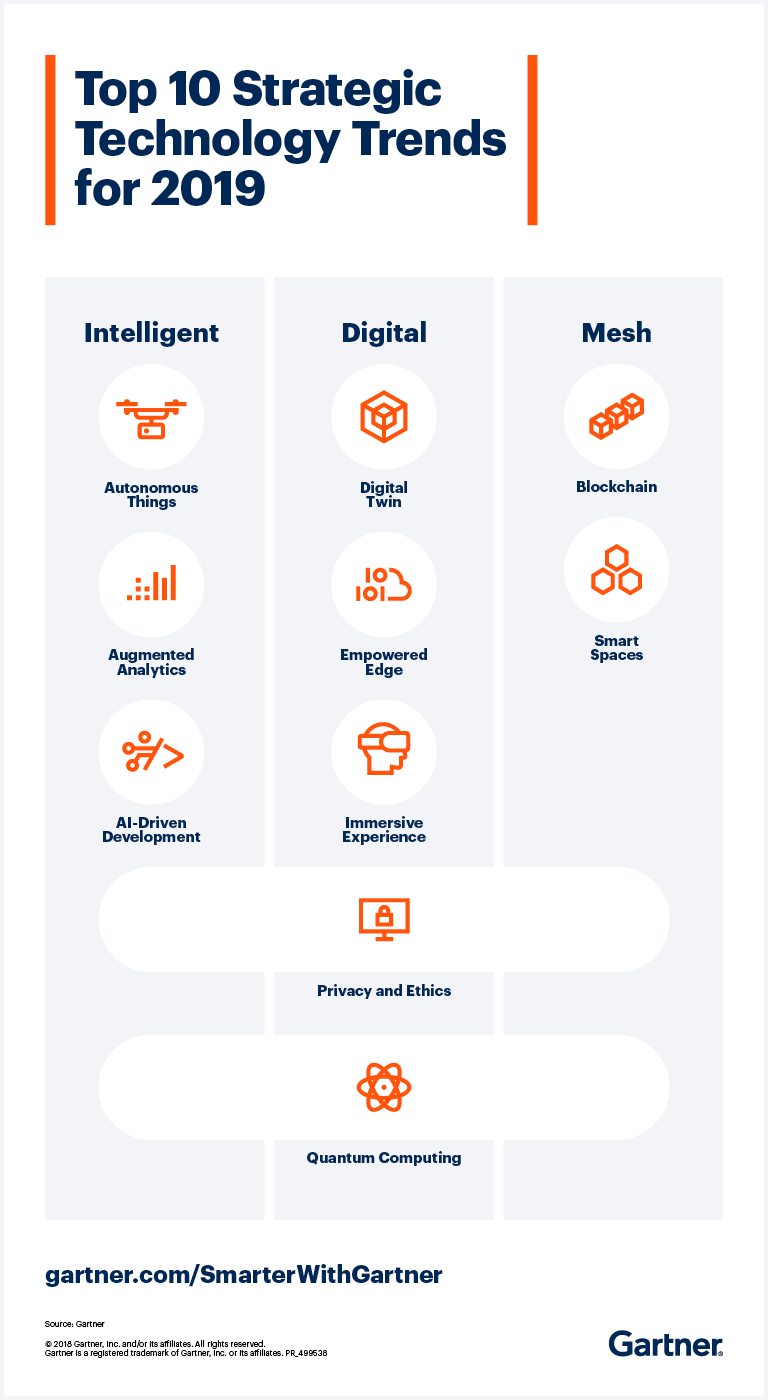 Top 10 Strategic
Technology Trends
for 2019
Intelligent
Autonomous
Things
Augmented
Analytics
AI-Driven
Development
Digital
Digital
Twin
Empowered
Edge
Immersive
Experience
Mesh
Blockchain
Smart
Spaces
Privacy and Ethics
Quantum Computing
gartner.com/SmarterWithGartner
Source: Gartner
© 2018 Gartner, Inc. and/or its affiliates. All rights reserved.
Gartner is a registered trademark of Gartner, Inc. or its affiliates. PR_499538
Gartner®